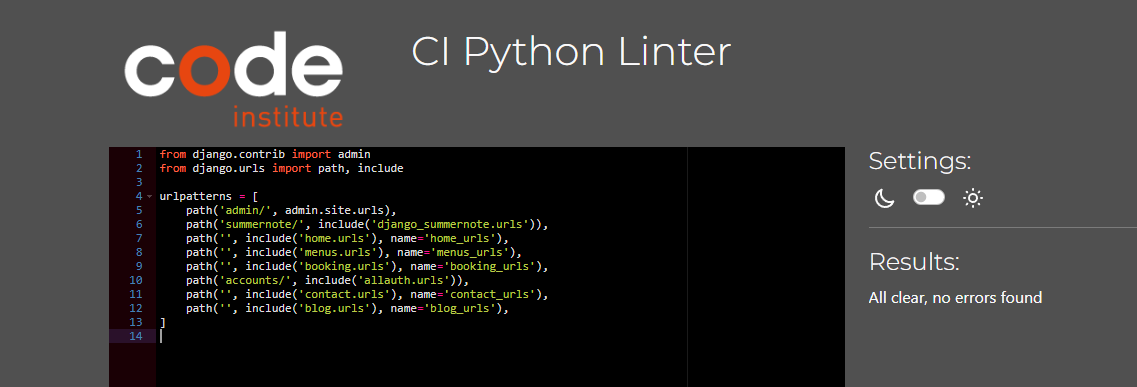 code
institute
CI Python Linter
1 from django.contrib import admin
2 from django.urls import path, include
3
4 urlpatterns = [
5     path('admin/', admin.site.urls),
6     path('summernote/', include('django_summernote.urls')),
7     path('', include('home.urls'), name='home_urls'),
8     path('', include('menus.urls'), name='menus_urls'),
9     path('', include('booking.urls'), name='booking_urls'),
10     path('accounts/', include('allauth.urls')),
11     path('', include('contact.urls'), name='contact_urls'),
12     path('', include('blog.urls'), name='blog_urls'),
13 ]
14
Settings:
Results:
All clear, no errors found